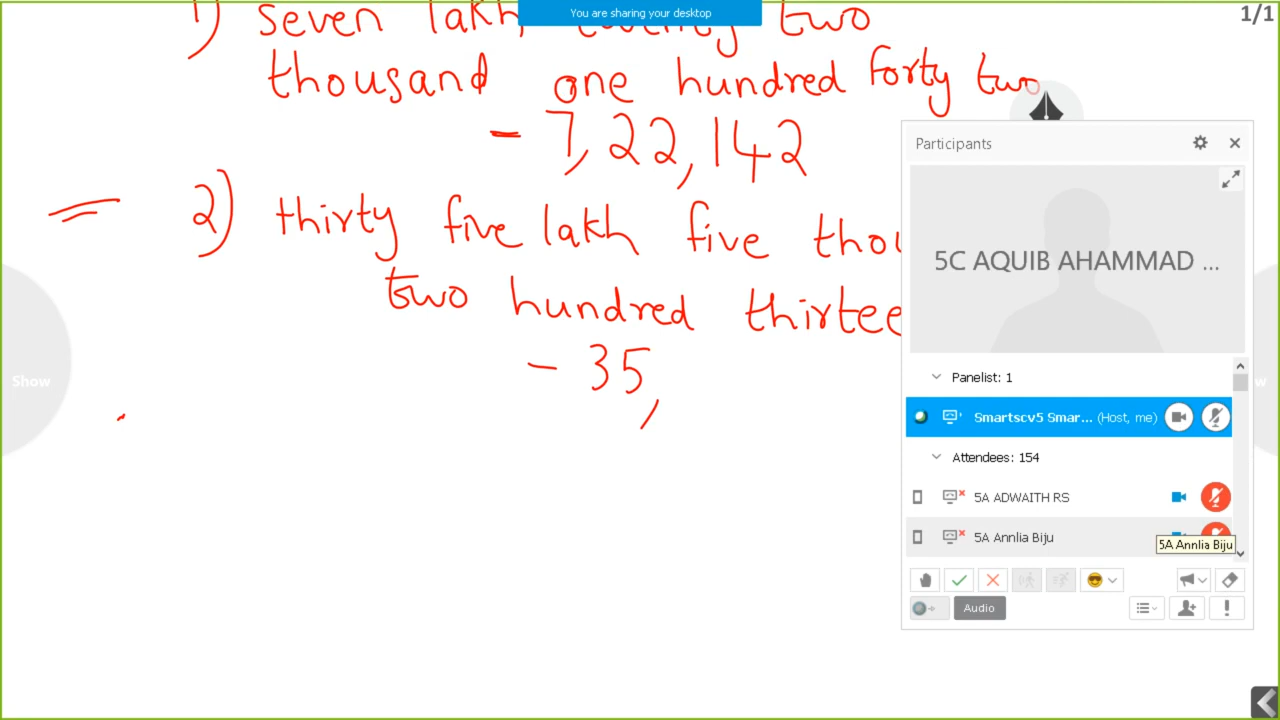 You are sharing your desktop
1/1
1) seven lakh twenty two
thousand one hundred forty two
- 7,22,142
2) thirty five lakh five thou
two hundred thirtee
- 35,
Show
Participants
5C AQUIB AHAMMAD ...
Panelist: 1
Smartscv5 Smar... (Host, me)
Attendees: 154
5A ADWAITH RS
5A Annlia Biju
5A Annlia Biju
Audio